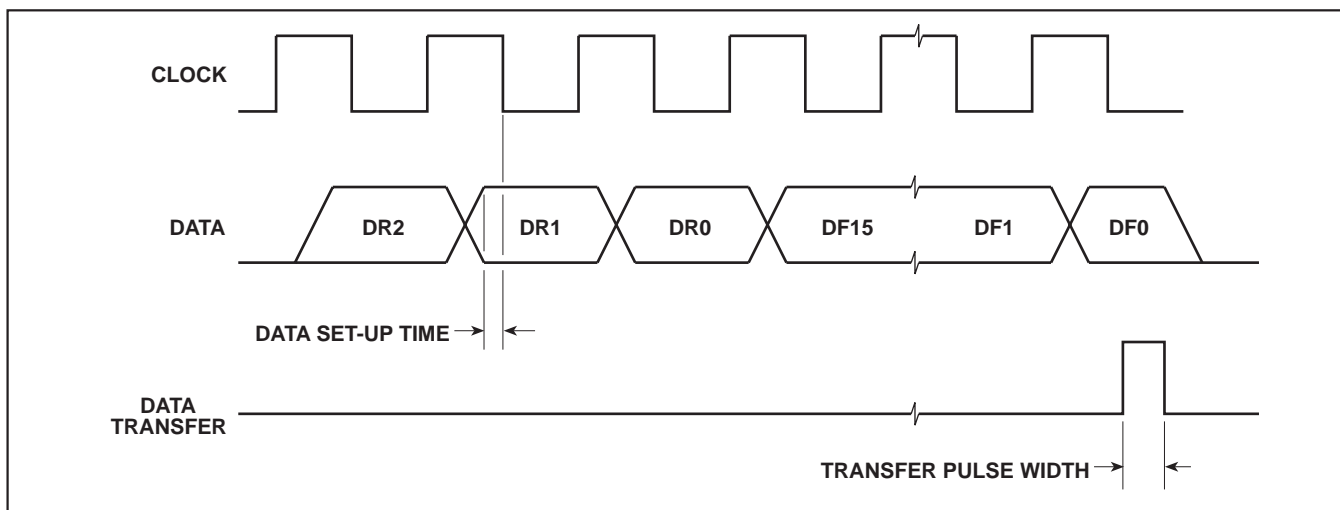 CLOCK
DATA
DR2
DR1
DR0
DF15
DF1
DF0
DATA SET-UP TIME
DATA
TRANSFER
TRANSFER PULSE WIDTH